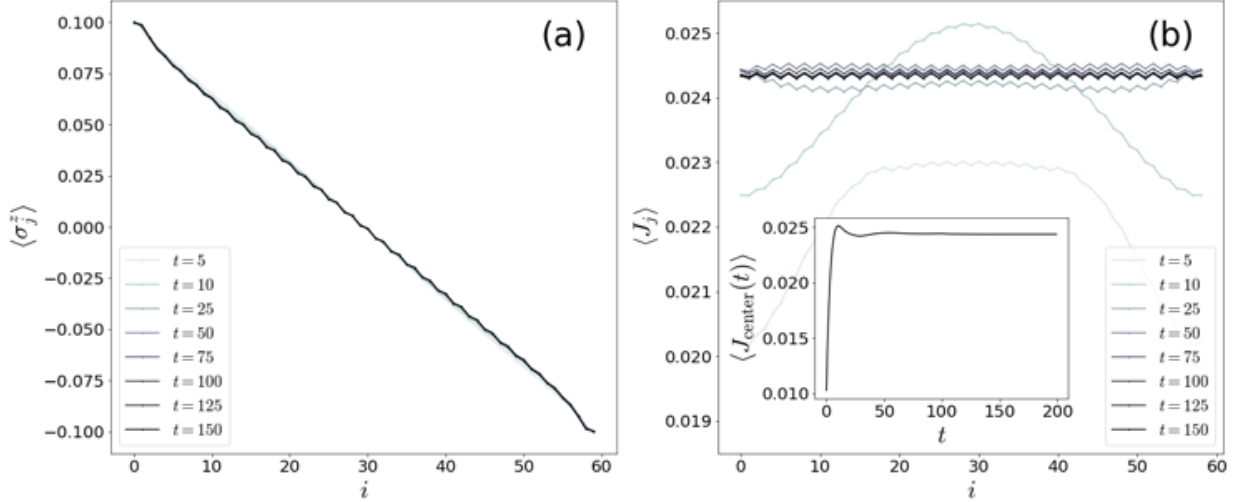 (a)
0.100
0.075
0.050
0.025
0.000
−0.025
−0.050
−0.075
−0.100
⟨σ_j^z⟩
t = 5
t = 10
t = 25
t = 50
t = 75
t = 100
t = 125
t = 150
0 10 20 30 40 50 60
i
(b)
0.025
0.024
0.023
0.022
0.021
0.020
0.019
⟨J_j⟩
0.025
0.020
0.015
0.010
⟨J_center(t)⟩
0 50 100 150 200
t
t = 5
t = 10
t = 25
t = 50
t = 75
t = 100
t = 125
t = 150
0 10 20 30 40 50 60
i